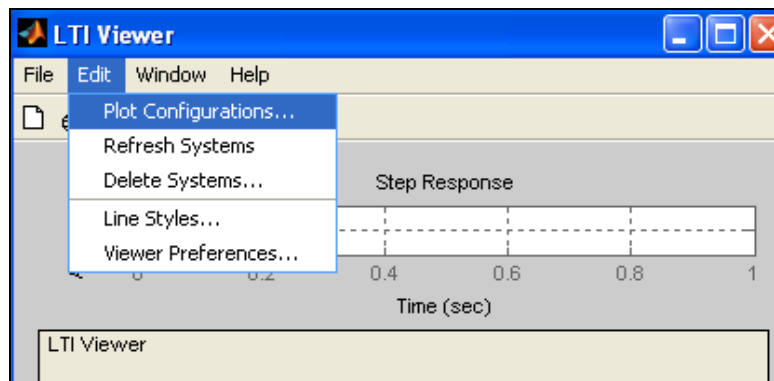 LTI Viewer
File Edit Window Help
Plot Configurations...
Refresh Systems
Delete Systems...
Line Styles...
Viewer Preferences...
Step Response
0.4 0.6 0.8 1
Time (sec)
LTI Viewer